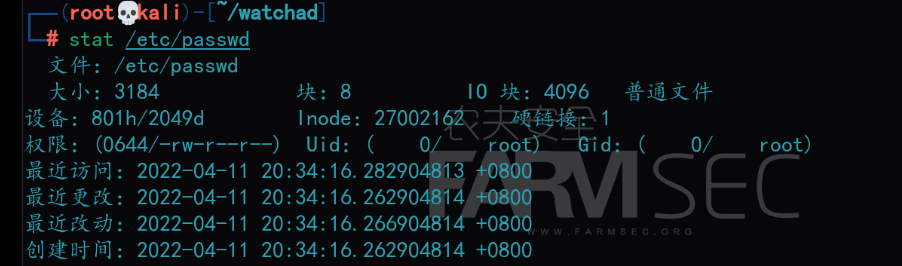 (root💀kali)-[~/watchad]
# stat /etc/passwd
文件：/etc/passwd
大小：3184 块：8 IO 块：4096 普通文件
设备：801h/2049d Inode：27002162 硬链接：1
权限：(0644/-rw-r--r--) Uid：( 0/ root) Gid：( 0/ root)
最近访问：2022-04-11 20:34:16.282904813 +0800
最近更改：2022-04-11 20:34:16.262904814 +0800
最近改动：2022-04-11 20:34:16.266904814 +0800
创建时间：2022-04-11 20:34:16.262904814 +0800
农夫安全
FARMSEC
WWW.FARMSEC.ORG